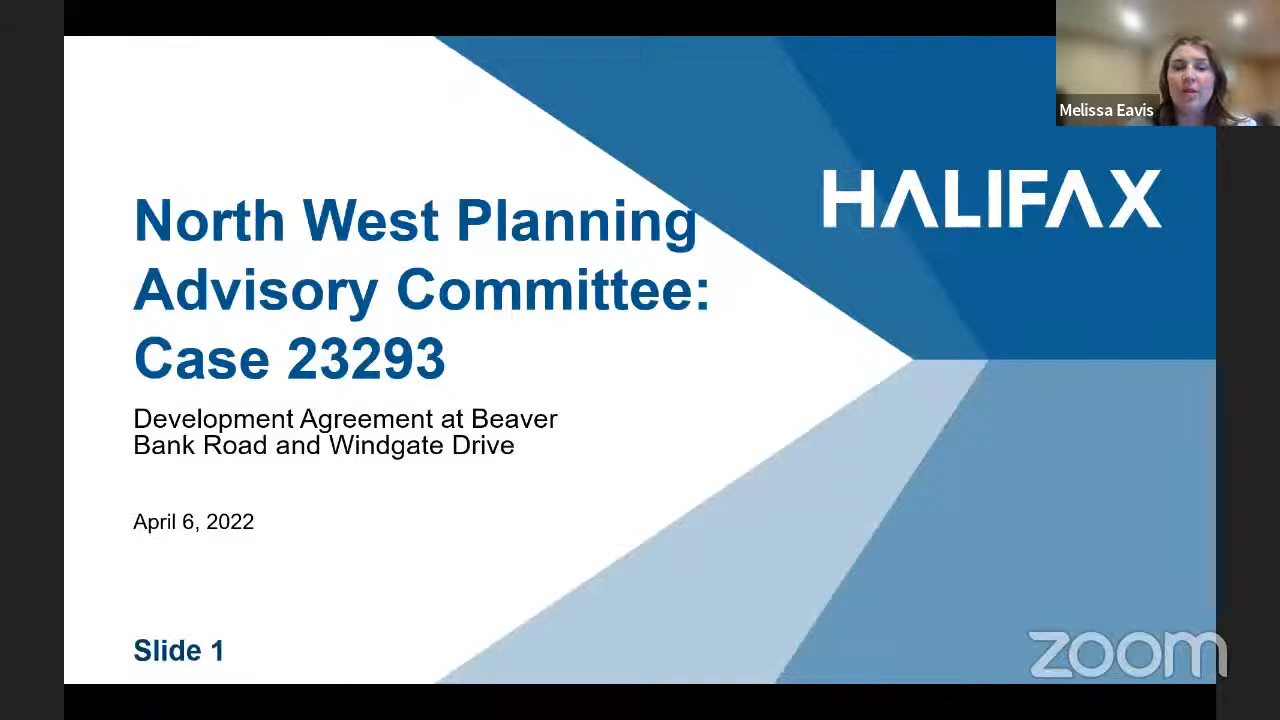 Melissa Eavis
HALIFAX
North West Planning
Advisory Committee:
Case 23293
Development Agreement at Beaver
Bank Road and Windgate Drive
April 6, 2022
Slide 1
zoom